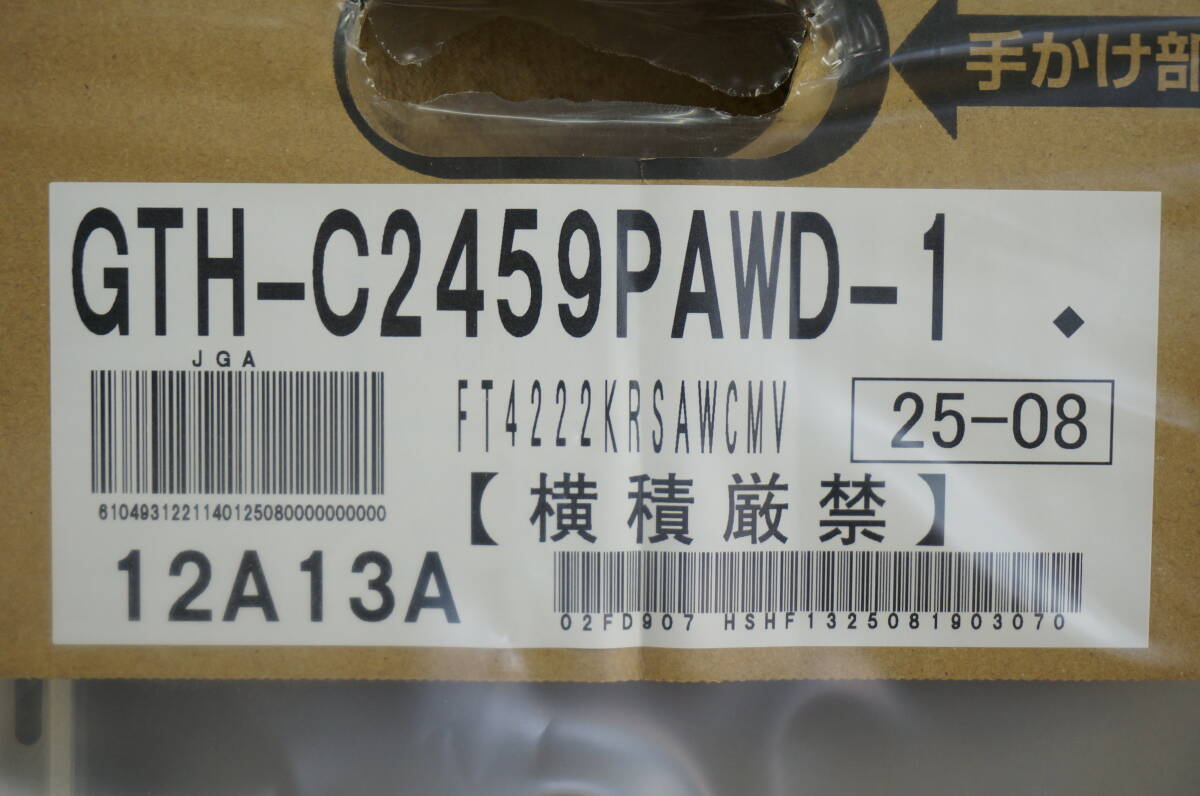 手かけ部
GTH-C2459PAWD-1 ◆
JGA
FT4222KRSAWCMV
25-08
6104931221140125080000000000
【横積厳禁】
12A13A
02FD907 HSHF1325081903070